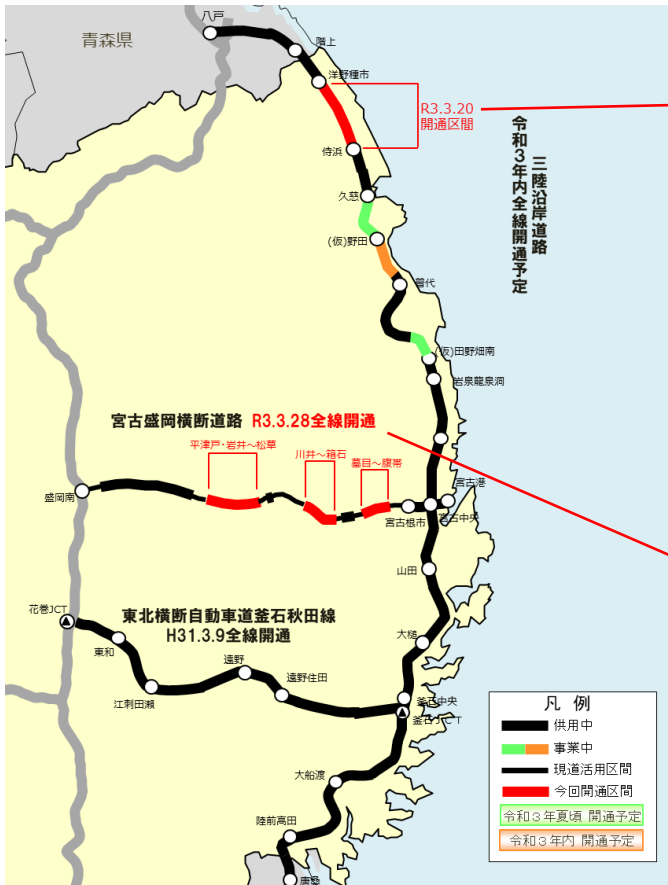 八戸
青森県
階上
洋野種市
R3.3.20
開通区間
侍浜
三陸沿岸道路
令和3年内全線開通予定
久慈
(仮)野田
普代
(仮)田野畑南
岩泉龍泉洞
宮古盛岡横断道路 R3.3.28全線開通
平津戸・岩井～松草
川井～箱石
墓目～腹帯
盛岡南
宮古港
宮古中央
宮古根市
山田
花巻JCT
東北横断自動車道釜石秋田線
H31.3.9全線開通
東和
大槌
遠野
遠野住田
江刺田瀬
釜石中央
釜石JCT
大船渡
陸前高田
唐桑
凡 例
供用中
事業中
現道活用区間
今回開通区間
令和3年夏頃 開通予定
令和3年内 開通予定